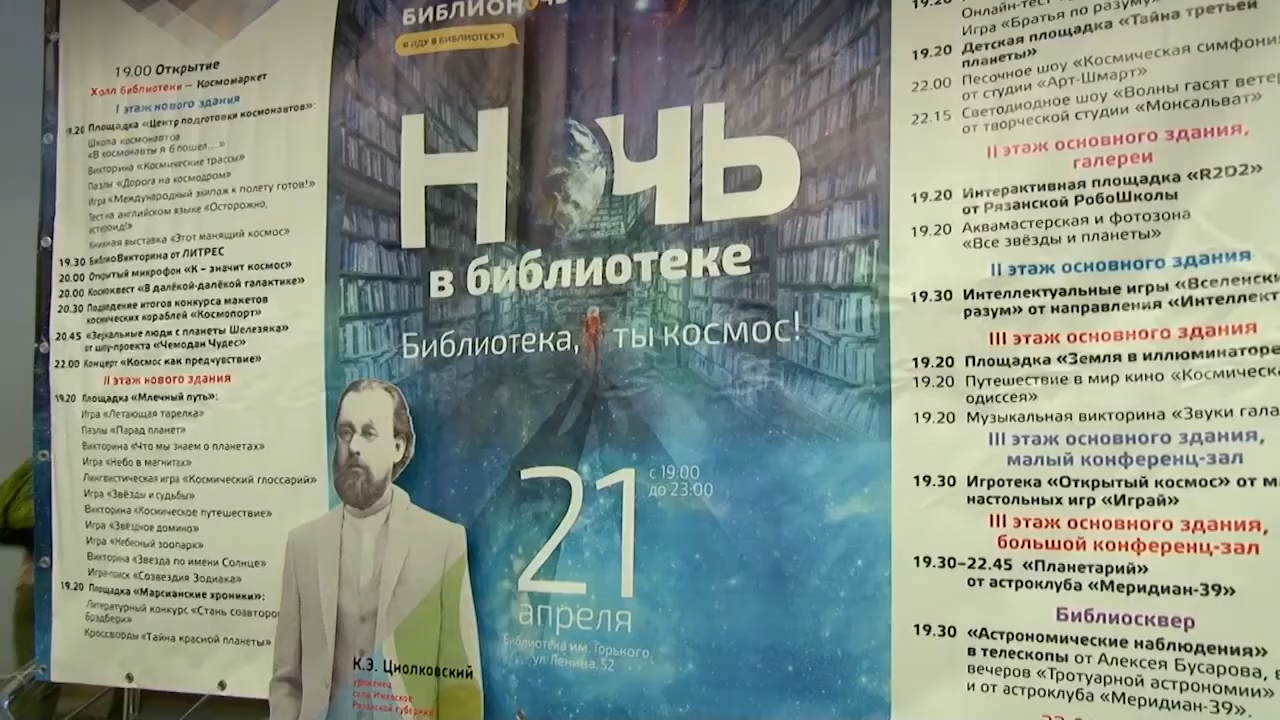 19.00 Открытие
Холл библиотеки – Космомаркет
I этаж нового здания
19.20 Площадка «Центр подготовки космонавтов»:
Школа космонавтов
«В космонавты я б пошел...»
Викторина «Космические трассы»
Пазлы «Дорога на космодром»
Игра «Международный экипаж к полету готов!»
Тест на английском языке «Осторожно,
астероид!»
Книжная выставка «Этот манящий космос»
19.30 БиблиоВикторина от ЛИТРЕС
20.00 Открытый микрофон «К – значит космос»
20.00 Космоквест «В далёкой-далёкой галактике»
20.30 Подведение итогов конкурса макетов
космических кораблей «Космопорт»
20.45 «Зеркальные люди с планеты Шелезяка»
от шоу-проекта «Чемодан Чудес»
22.00 Концерт «Космос как предчувствие»
II этаж нового здания
19.20 Площадка «Млечный путь»:
Игра «Летающая тарелка»
Пазлы «Парад планет»
Викторина «Что мы знаем о планетах»
Игра «Небо в магнитах»
Лингвистическая игра «Космический глоссарий»
Игра «Звёзды и судьбы»
Викторина «Космическое путешествие»
Игра «Звёздное домино»
Игра «Небесный зоопарк»
Викторина «Звезда по имени Солнце»
Игра-поиск «Созвездия Зодиака»
19.20 Площадка «Марсианские хроники»:
Литературный конкурс «Стань соавтором
Брэдбери»
Кроссворды «Тайна красной планеты»
БИБЛИОНОЧЬ
Я ИДУ В БИБЛИОТЕКУ!
НОЧЬ
в библиотеке
Библиотека, ты космос!
21
с 19:00
до 23:00
апреля
Библиотека им. Горького,
ул. Ленина, 52
К.Э. Циолковский
уроженец
села Ижевское
Рязанской губернии
19.20
Онлайн-тест
Игра «Братья по разуму»
19.20 Детская площадка «Тайна третьей
планеты»
22.00 Песочное шоу «Космическая симфония
от студии «Арт-Шмарт»
22.15 Светодиодное шоу «Волны гасят ветер
от творческой студии «Монсальват»
II этаж основного здания,
галереи
19.20 Интерактивная площадка «R2D2»
от Рязанской РобоШколы
19.20 Аквамастерская и фотозона
«Все звёзды и планеты»
II этаж основного здания
19.30 Интеллектуальные игры «Вселенски
разум» от направления «Интеллект
III этаж основного здания
19.20 Площадка «Земля в иллюминаторе
19.20 Путешествие в мир кино «Космическа
одиссея»
19.20 Музыкальная викторина «Звуки гала
III этаж основного здания,
малый конференц-зал
19.30 Игротека «Открытый космос» от ма
настольных игр «Играй»
III этаж основного здания,
большой конференц-зал
19.30–22.45 «Планетарий»
от астроклуба «Меридиан-39»
Библиосквер
19.30 «Астрономические наблюдения»
в телескопы от Алексея Бусарова,
вечеров «Тротуарной астрономии»
и от астроклуба «Меридиан-39».